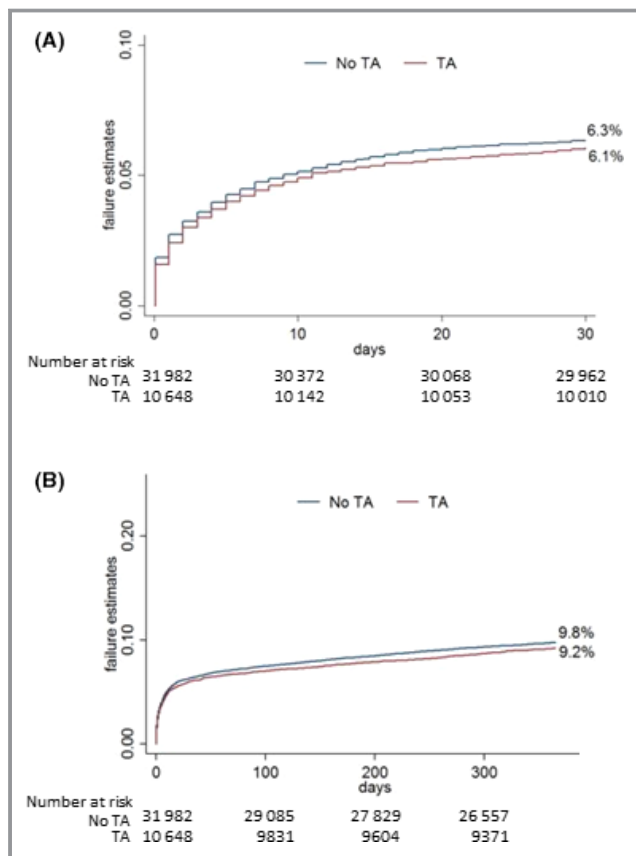 (A)
0.10
No TA TA
6.3%
6.1%
0.05
failure estimates
0.00
0 10 20 30
days
Number at risk
No TA 31 982 30 372 30 068 29 962
TA 10 648 10 142 10 053 10 010
(B)
No TA TA
0.20
failure estimates
9.8%
0.10
9.2%
0.00
0 100 200 300
days
Number at risk
No TA 31 982 29 085 27 829 26 557
TA 10 648 9831 9604 9371